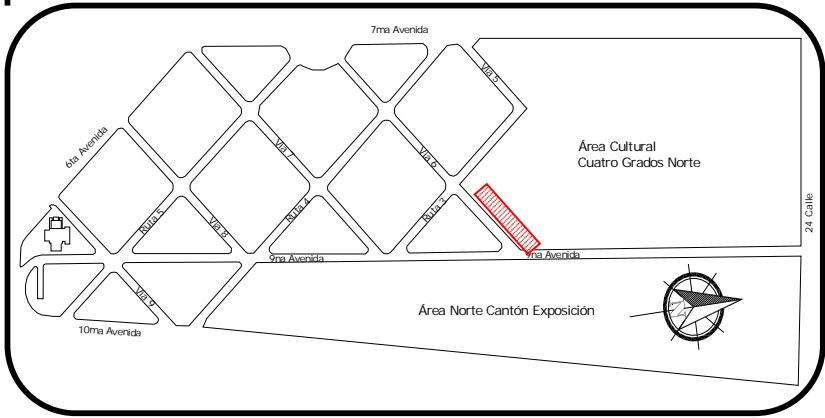 7ma Avenida
Vía 5
6ta Avenida
Vía 7
Vía 6
Área Cultural
Cuatro Grados Norte
24 Calle
Ruta 5
Vía 8
Ruta 4
Ruta 3
9na Avenida
9na Avenida
Vía 9
10ma Avenida
Área Norte Cantón Exposición